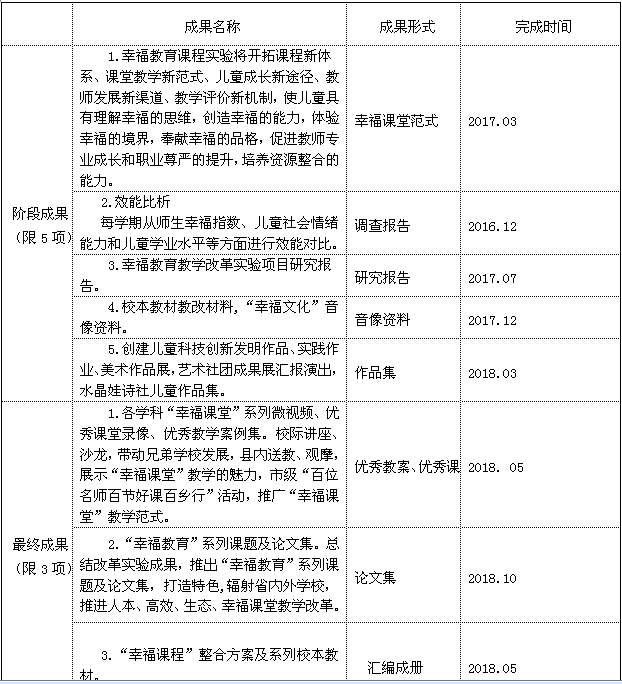 成果名称 成果形式 完成时间
阶段成果
（限5项）
1.幸福教育课程实验将开拓课程新体
系、课堂教学新范式、儿童成长新途径、教
师发展新渠道、教学评价新机制，使儿童具
有理解幸福的思维，创造幸福的能力，体验
幸福的境界，奉献幸福的品格，促进教师专
业成长和职业尊严的提升，培养资源整合的
能力。
幸福课堂范式
2017.03
2.效能比析
每学期从师生幸福指数、儿童社会情绪
能力和儿童学业水平等方面进行效能对比。
调查报告
2016.12
3.幸福教育教学改革实验项目研究报
告。
研究报告
2017.07
4.校本教材教改材料,“幸福文化”音
像资料。
音像资料
2017.12
5.创建儿童科技创新发明作品、实践作
业、美术作品展,艺术社团成果展汇报演出,
水晶娃诗社儿童作品集。
作品集
2018.03
最终成果
（限3项）
1.各学科“幸福课堂”系列微视频、优
秀课堂录像、优秀教学案例集。校际讲座、
沙龙，带动兄弟学校发展，县内送教、观摩，
展示“幸福课堂”教学的魅力，市级“百位
名师百节好课百乡行”活动，推广“幸福课
堂”教学范式。
优秀教案、优秀课
2018. 05
2.“幸福教育”系列课题及论文集。总
结改革实验成果，推出“幸福教育”系列课
题及论文集，打造特色,辐射省内外学校，
推进人本、高效、生态、幸福课堂教学改革。
论文集
2018.10
3.“幸福课程”整合方案及系列校本教
材。
汇编成册
2018.05